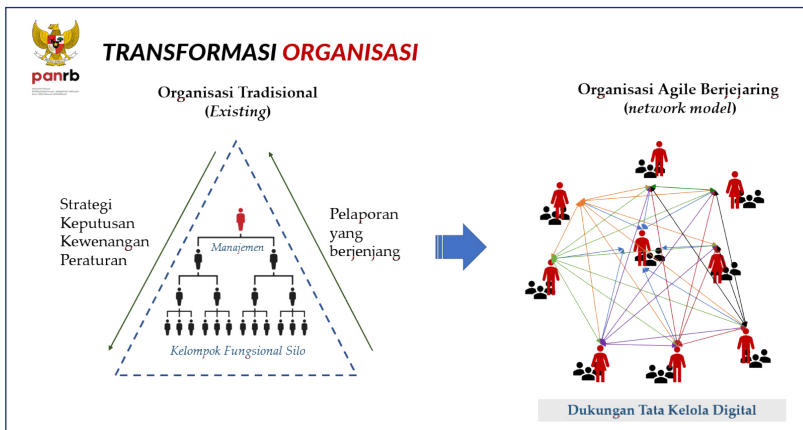 TRANSFORMASI ORGANISASI
panrb
Organisasi Tradisional
(Existing)
Strategi
Keputusan
Kewenangan
Peraturan
Manajemen
Kelompok Fungsional Silo
Pelaporan
yang
berjenjang
Organisasi Agile Berjejaring
(network model)
Dukungan Tata Kelola Digital